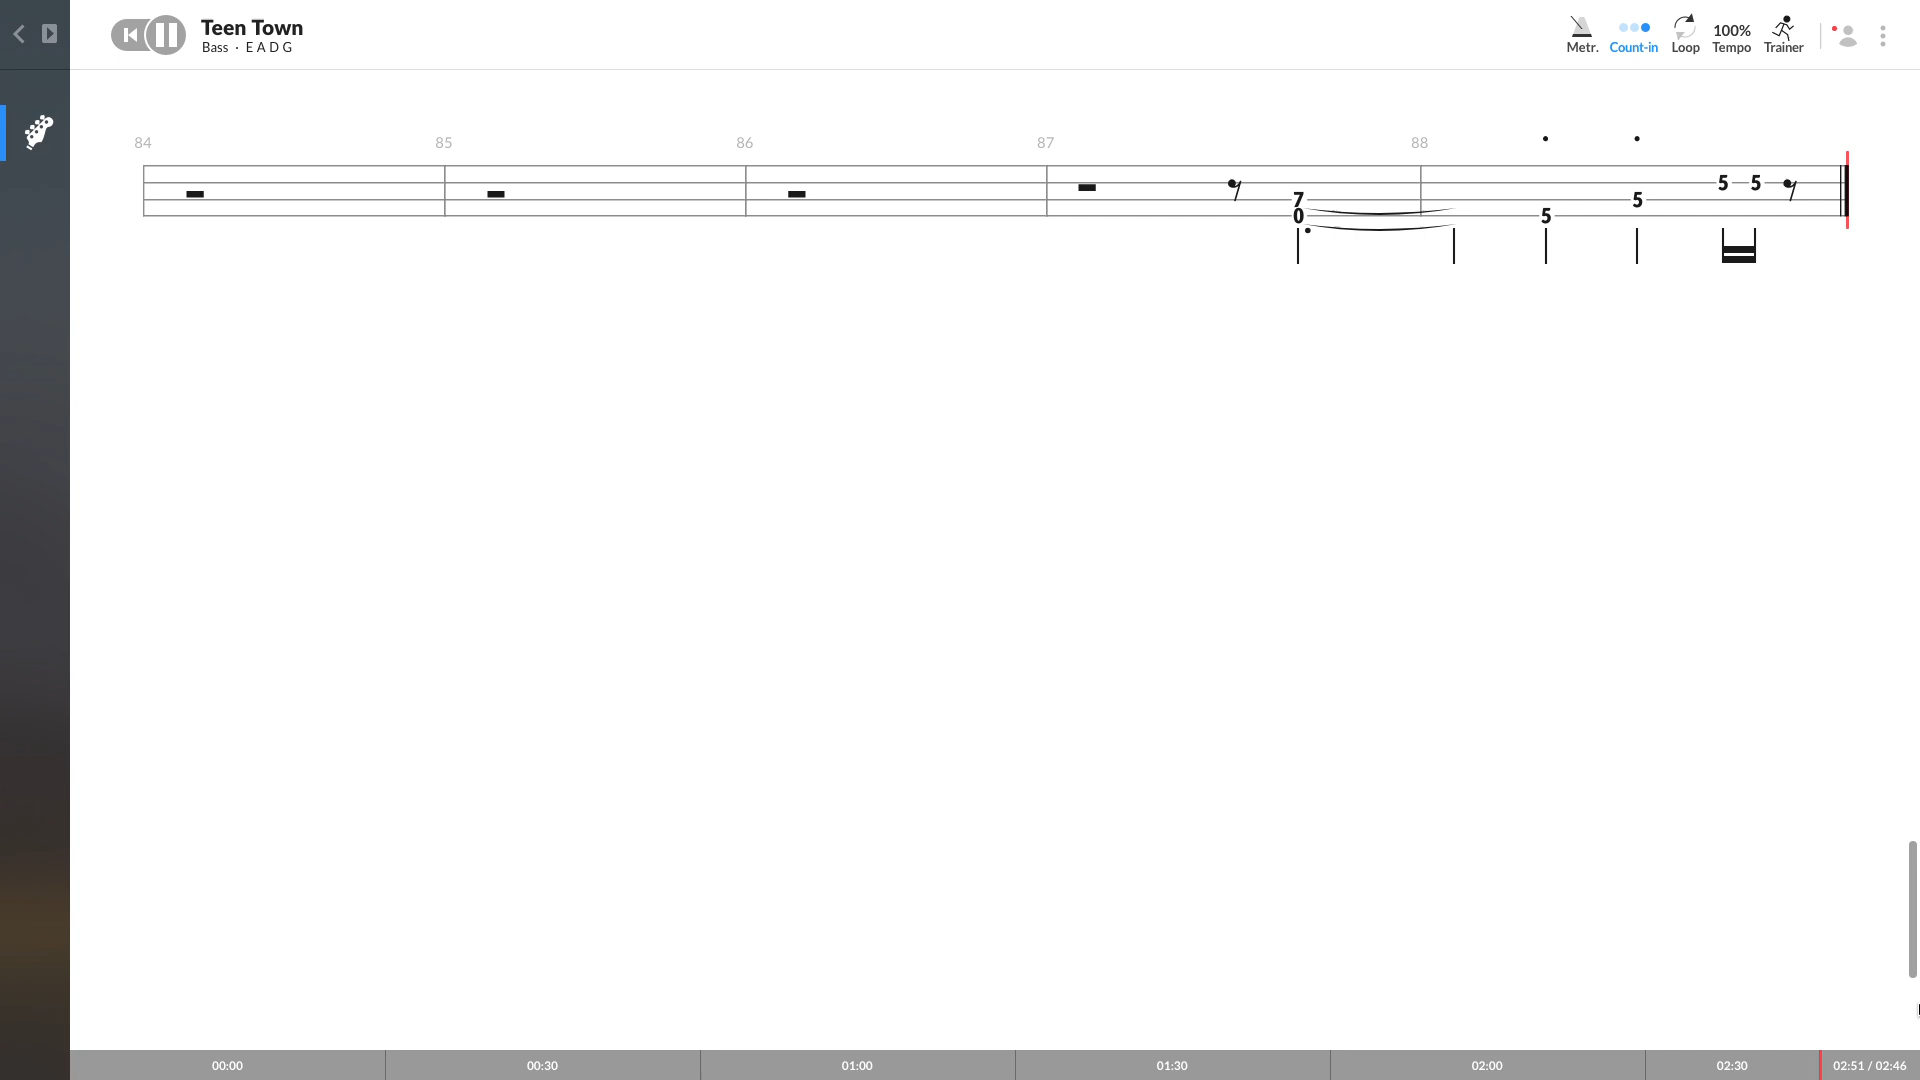 Teen Town
Bass · E A D G
Metr.
Count-in
Loop
100%
Tempo
Trainer
84
85
86
87
88
5 5
7
5
0
5
00:00
00:30
01:00
01:30
02:00
02:30
02:51 / 02:46